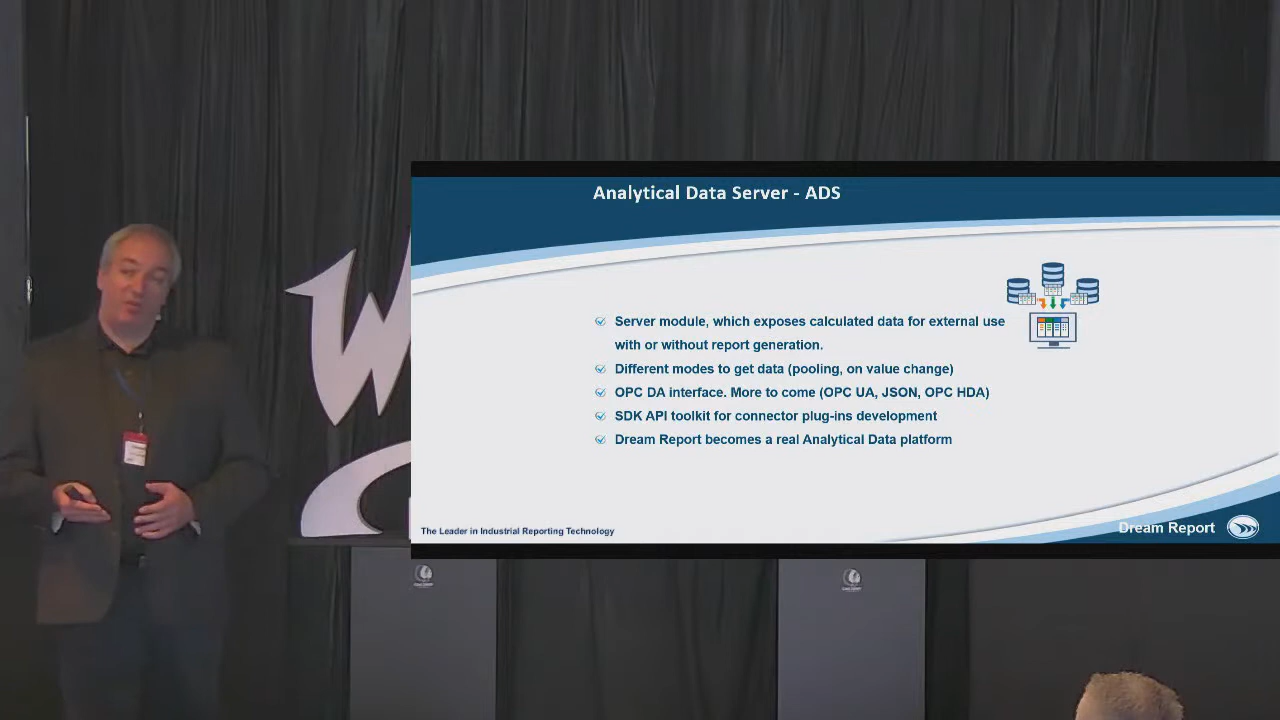 Analytical Data Server - ADS
Server module, which exposes calculated data for external use
with or without report generation.
Different modes to get data (pooling, on value change)
OPC DA interface. More to come (OPC UA, JSON, OPC HDA)
SDK API toolkit for connector plug-ins development
Dream Report becomes a real Analytical Data platform
The Leader in Industrial Reporting Technology
Dream Report